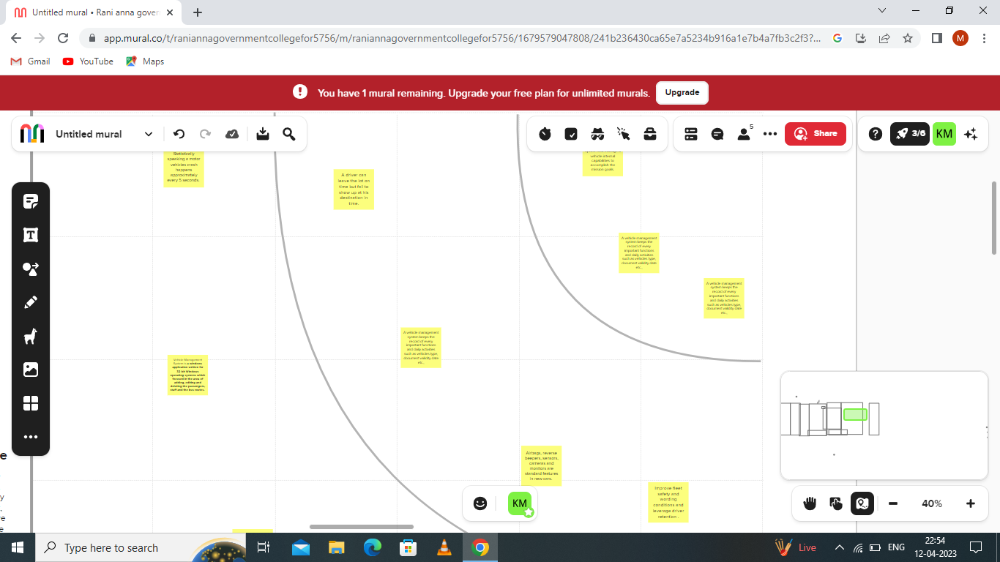 Untitled mural • Rani anna gover
app.mural.co/t/raniannagovernmentcollegefor5756/m/raniannagovernmentcollegefor5756/1679579047808/241b236430ca65e7a5234b916a1e7b4a7fb3c2f3?...
M
Gmail
YouTube
Maps
You have 1 mural remaining. Upgrade your free plan for unlimited murals.
Upgrade
Untitled mural
5
Share
3/6
KM
Statistically
speaking a motor
vehicles crash
happens
approximately
every 5 seconds.
A driver can
leave the lot on
time but fail to
show up at his
destination in
time.
vehicle internal
capabilities to
accomplish the
mission goals.
A vehicle management
system keeps the
record of every
important functions
and daily activities
such as vehicles type,
document validity date
etc..
A vehicle management
system keeps the
record of every
important functions
and daily activities
such as vehicles type,
document validity date
etc..
A vehicle management
system keeps the
record of every
important functions
and daily activities
such as vehicles type,
document validity date
etc..
Vehicle Management
System is a windows
application written for
32-bit Windows
operating systems which
focused in the area of
adding, editing and
deleting the passengers,
staff and the bus routes.
Airbags, reverse
beepers, sensors,
cameras and
monitors are
standard features
in new cars.
Improve fleet
safety and
wording
conditions and
leverage driver
retention .
e
y
.
re
e
KM
40%
Type here to search
Live
ENG
22:54
12-04-2023